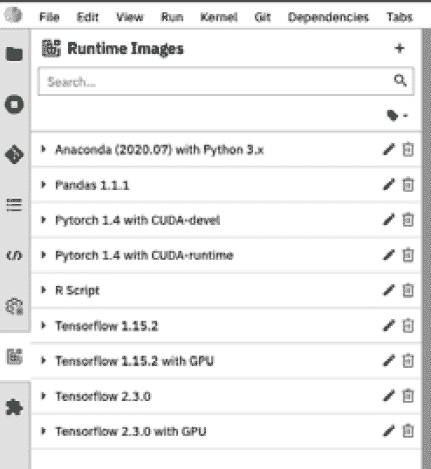 File Edit View Run Kernel Git Dependencies Tabs
Runtime Images
Search...
Anaconda (2020.07) with Python 3.x
Pandas 1.1.1
Pytorch 1.4 with CUDA-devel
Pytorch 1.4 with CUDA-runtime
R Script
Tensorflow 1.15.2
Tensorflow 1.15.2 with GPU
Tensorflow 2.3.0
Tensorflow 2.3.0 with GPU